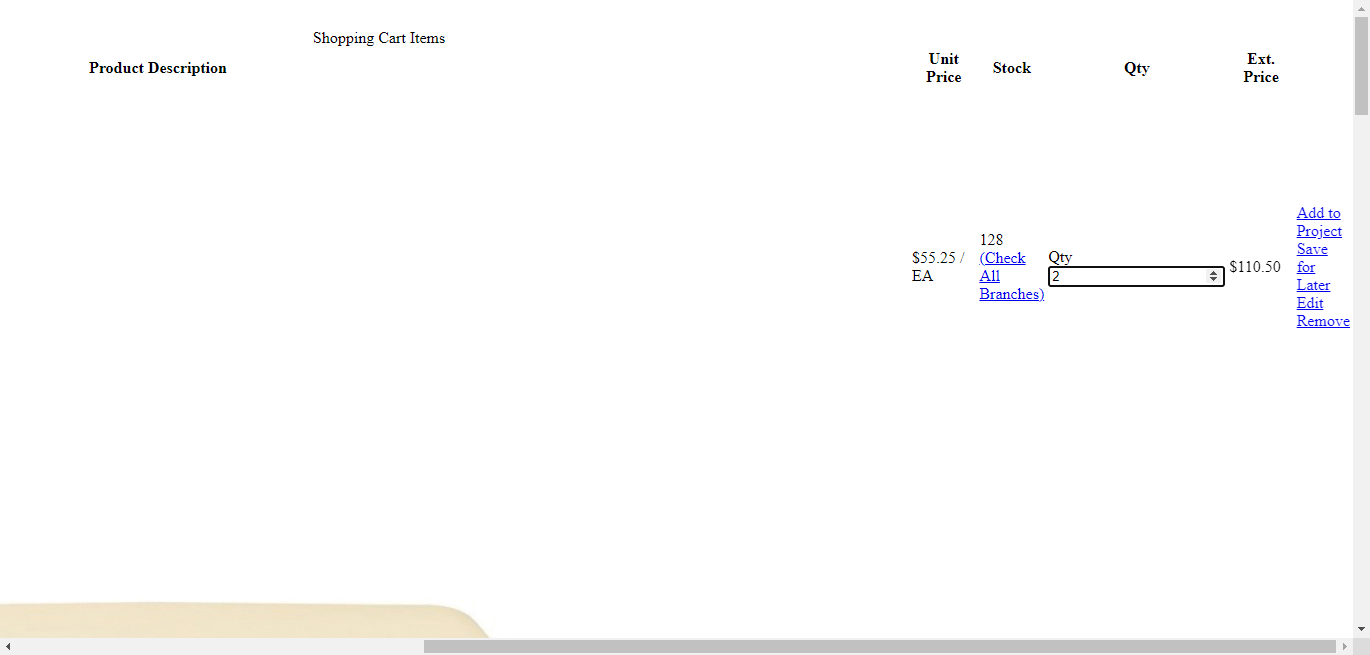 Shopping Cart Items
Product Description
Unit
Price
Stock
Qty
Ext.
Price
$55.25 /
EA
128
(Check
All
Branches)
Qty
2
$110.50
Add to
Project
Save
for
Later
Edit
Remove